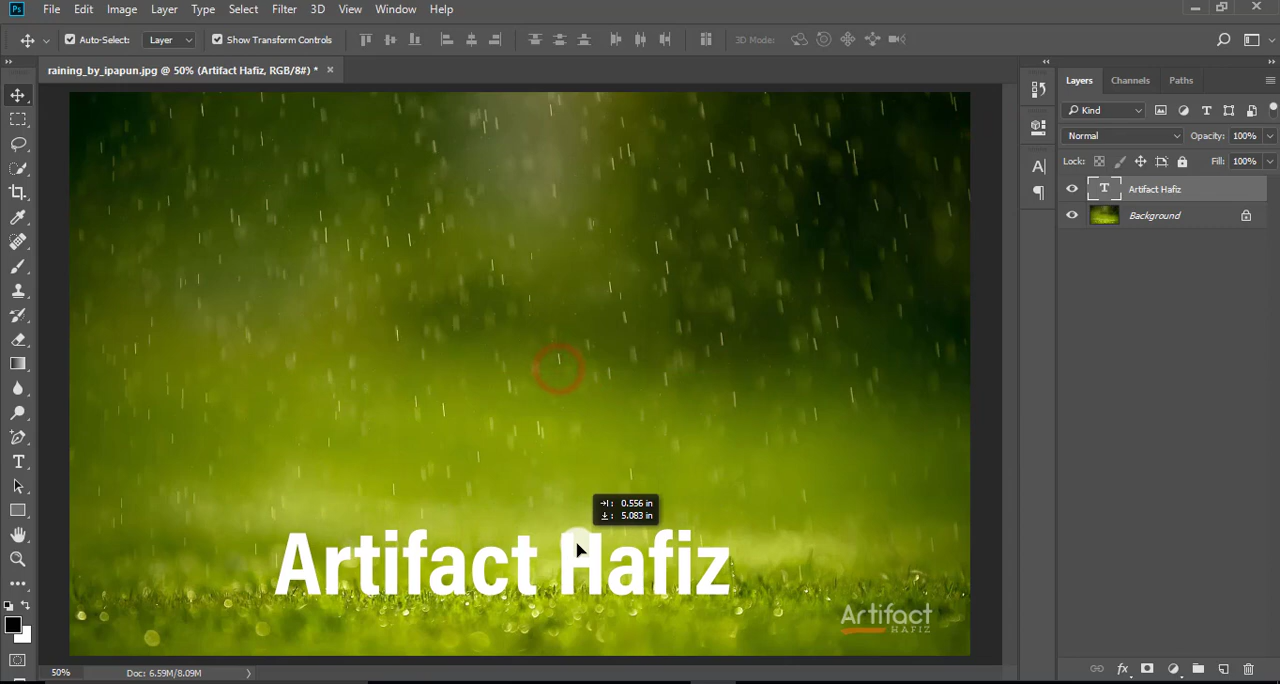 Ps File Edit Image Layer Type Select Filter 3D View Window Help
Auto-Select: Layer Show Transform Controls 3D Mode:
raining_by_ipapun.jpg @ 50% (Artifact Hafiz, RGB/8#) * ×
Layers Channels Paths
Kind
Normal Opacity: 100%
Lock: Fill: 100%
Artifact Hafiz
Background
0.556 in
5.083 in
Artifact Hafiz
Artifact
HAFIZ
50% Doc: 6.59M/8.09M